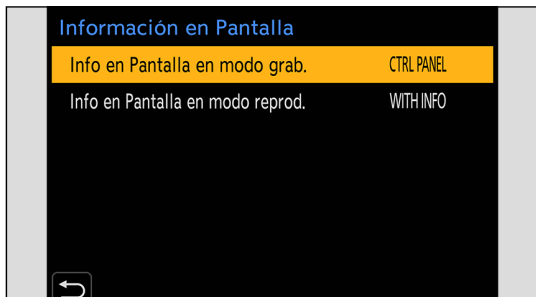 Información en Pantalla
Info en Pantalla en modo grab. CTRL PANEL
Info en Pantalla en modo reprod. WITH INFO